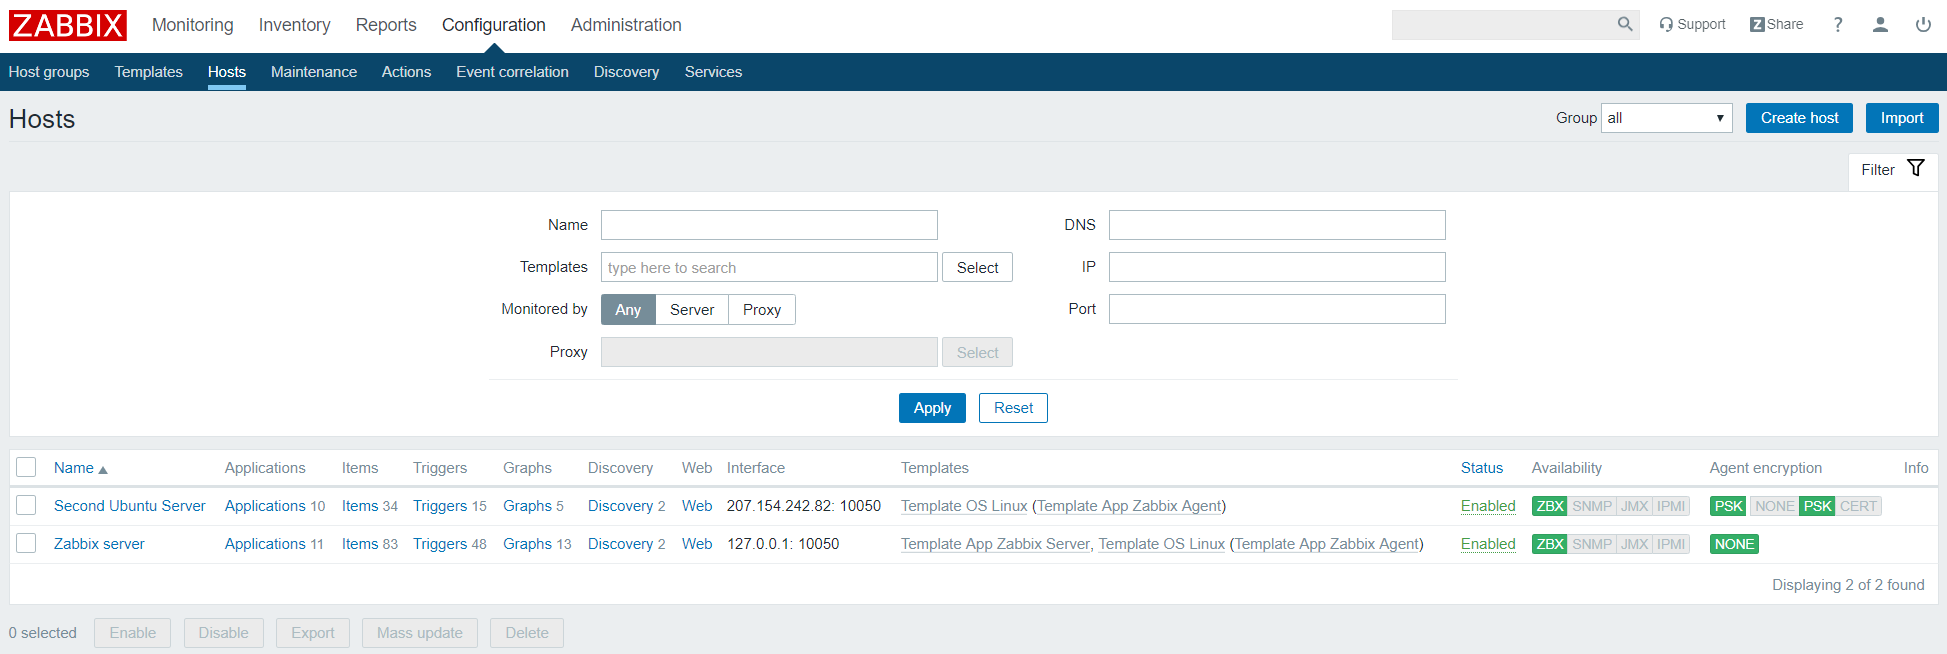 ZABBIX Monitoring Inventory Reports Configuration Administration Support Z Share ?
Host groups Templates Hosts Maintenance Actions Event correlation Discovery Services
Hosts Group all Create host Import
Filter
Name DNS
Templates type here to search Select IP
Monitored by Any Server Proxy Port
Proxy Select
Apply Reset
Name Applications Items Triggers Graphs Discovery Web Interface Templates Status Availability Agent encryption Info
Second Ubuntu Server Applications 10 Items 34 Triggers 15 Graphs 5 Discovery 2 Web 207.154.242.82: 10050 Template OS Linux (Template App Zabbix Agent) Enabled ZBX SNMP JMX IPMI PSK NONE PSK CERT
Zabbix server Applications 11 Items 83 Triggers 48 Graphs 13 Discovery 2 Web 127.0.0.1: 10050 Template App Zabbix Server, Template OS Linux (Template App Zabbix Agent) Enabled ZBX SNMP JMX IPMI NONE
Displaying 2 of 2 found
0 selected Enable Disable Export Mass update Delete